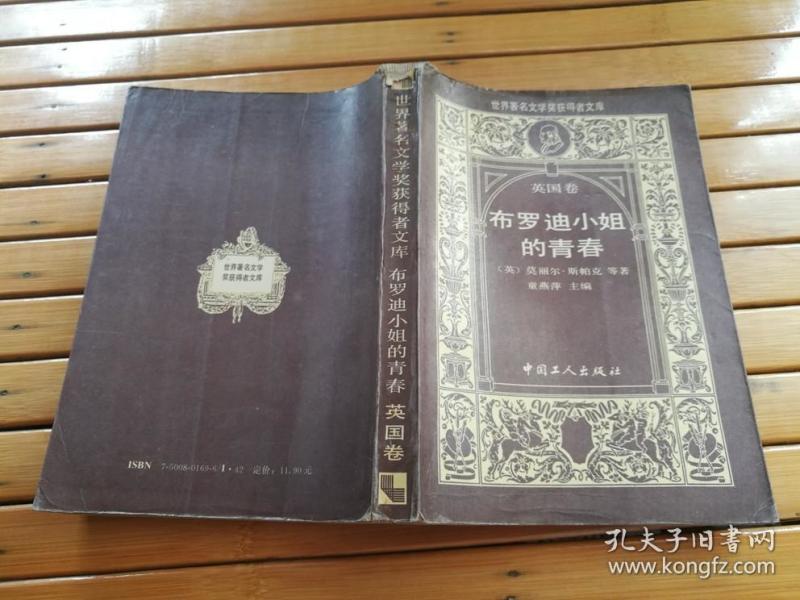 世界著名文学
奖获得者文库
ISBN 7-5008-0169-6/I·42 定价：11.90元
世界著名文学奖获得者文库 布罗迪小姐的青春 英国卷
世界著名文学奖获得者文库
英国卷
布罗迪小姐
的青春
（英）莫丽尔·斯帕克 等著
童燕萍 主编
中国工人出版社
孔夫子旧书网
www.kongfz.com